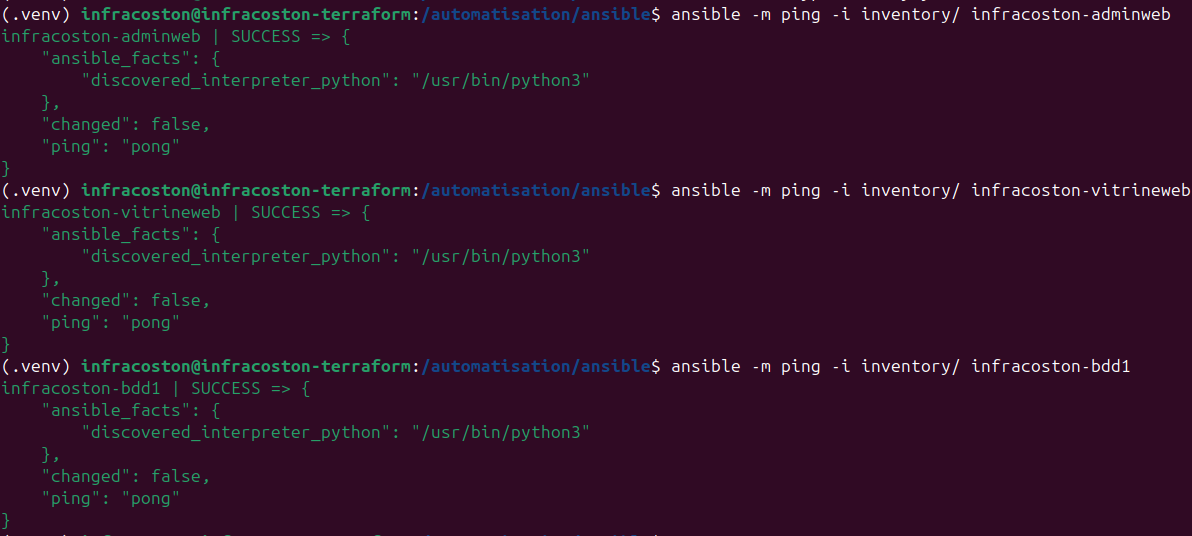 (.venv) infracoston@infracoston-terraform:/automatisation/ansible$ ansible -m ping -i inventory/ infracoston-adminweb
infracoston-adminweb | SUCCESS => {
    "ansible_facts": {
        "discovered_interpreter_python": "/usr/bin/python3"
    },
    "changed": false,
    "ping": "pong"
}
(.venv) infracoston@infracoston-terraform:/automatisation/ansible$ ansible -m ping -i inventory/ infracoston-vitrineweb
infracoston-vitrineweb | SUCCESS => {
    "ansible_facts": {
        "discovered_interpreter_python": "/usr/bin/python3"
    },
    "changed": false,
    "ping": "pong"
}
(.venv) infracoston@infracoston-terraform:/automatisation/ansible$ ansible -m ping -i inventory/ infracoston-bdd1
infracoston-bdd1 | SUCCESS => {
    "ansible_facts": {
        "discovered_interpreter_python": "/usr/bin/python3"
    },
    "changed": false,
    "ping": "pong"
}